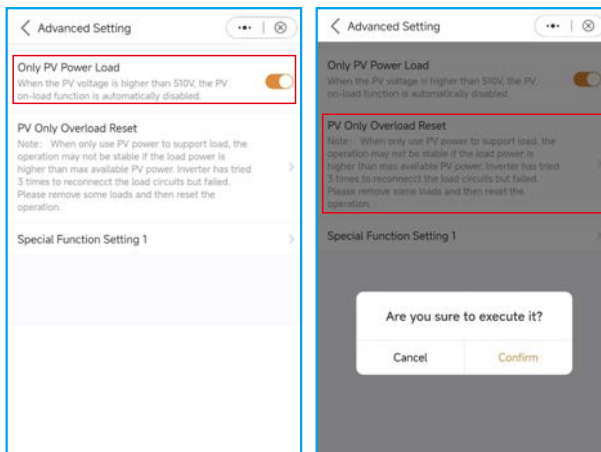 Advanced Setting
Only PV Power Load
When the PV voltage is higher than 510V, the PV
on-load function is automatically disabled.
PV Only Overload Reset
Note: When only use PV power to support load, the
operation may not be stable if the load power is
higher than max available PV power. Inverter has tried
3 times to reconnecct the load circuits but failed.
Please remove some loads and then reset the
operation.
Special Function Setting 1
Advanced Setting
Only PV Power Load
When the PV voltage is higher than 510V, the PV
on-load function is automatically disabled.
PV Only Overload Reset
Note: When only use PV power to support load, the
operation may not be stable if the load power is
higher than max available PV power. Inverter has tried
3 times to reconnecct the load circuits but failed.
Please remove some loads and then reset the
operation.
Special Function Setting 1
Are you sure to execute it?
Cancel Confirm